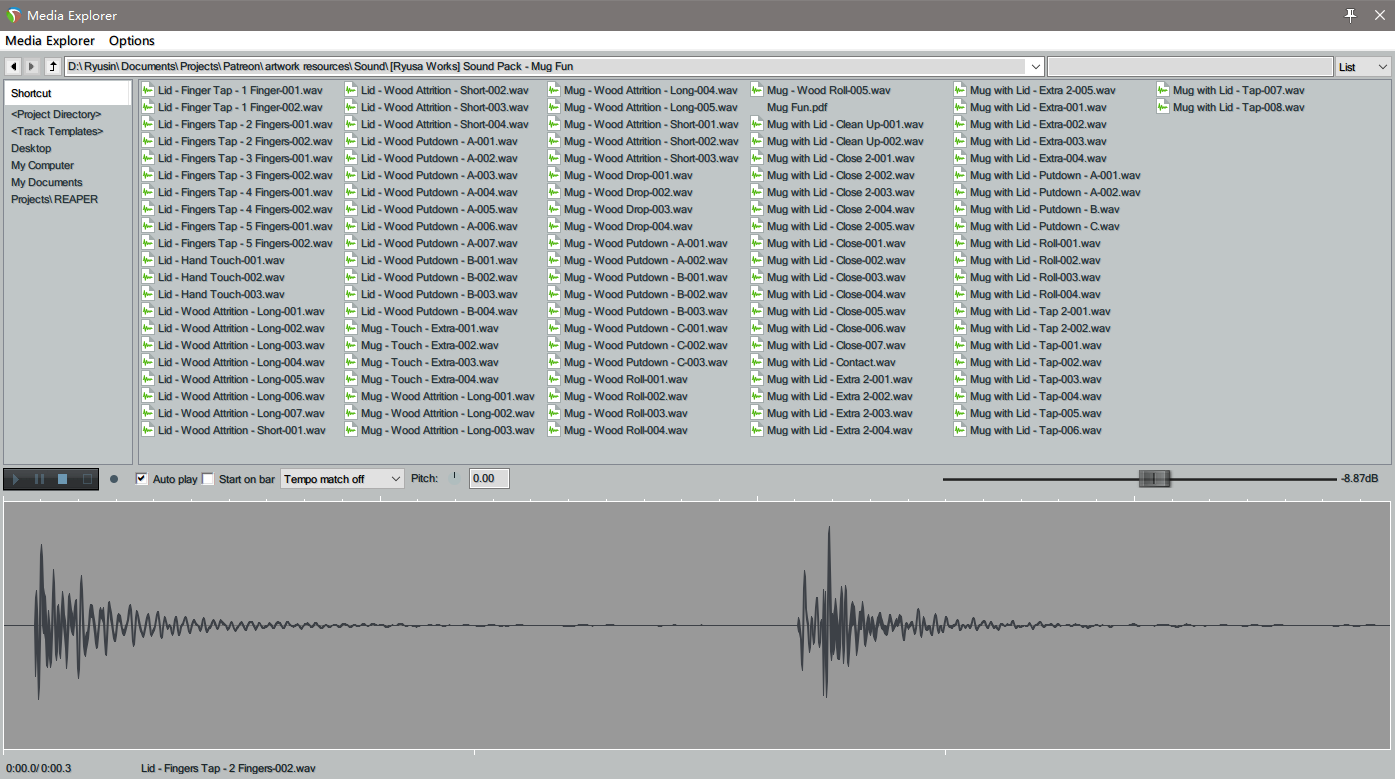 Media Explorer
Media Explorer Options
D:\Ryusin\Documents\Projects\Patreon\artwork resources\Sound\[Ryusa Works] Sound Pack - Mug Fun
List
Shortcut
<Project Directory>
<Track Templates>
Desktop
My Computer
My Documents
Projects\REAPER
Lid - Finger Tap - 1 Finger-001.wav
Lid - Finger Tap - 1 Finger-002.wav
Lid - Fingers Tap - 2 Fingers-001.wav
Lid - Fingers Tap - 2 Fingers-002.wav
Lid - Fingers Tap - 3 Fingers-001.wav
Lid - Fingers Tap - 3 Fingers-002.wav
Lid - Fingers Tap - 4 Fingers-001.wav
Lid - Fingers Tap - 4 Fingers-002.wav
Lid - Fingers Tap - 5 Fingers-001.wav
Lid - Fingers Tap - 5 Fingers-002.wav
Lid - Hand Touch-001.wav
Lid - Hand Touch-002.wav
Lid - Hand Touch-003.wav
Lid - Wood Attrition - Long-001.wav
Lid - Wood Attrition - Long-002.wav
Lid - Wood Attrition - Long-003.wav
Lid - Wood Attrition - Long-004.wav
Lid - Wood Attrition - Long-005.wav
Lid - Wood Attrition - Long-006.wav
Lid - Wood Attrition - Long-007.wav
Lid - Wood Attrition - Short-001.wav
Lid - Wood Attrition - Short-002.wav
Lid - Wood Attrition - Short-003.wav
Lid - Wood Attrition - Short-004.wav
Lid - Wood Putdown - A-001.wav
Lid - Wood Putdown - A-002.wav
Lid - Wood Putdown - A-003.wav
Lid - Wood Putdown - A-004.wav
Lid - Wood Putdown - A-005.wav
Lid - Wood Putdown - A-006.wav
Lid - Wood Putdown - A-007.wav
Lid - Wood Putdown - B-001.wav
Lid - Wood Putdown - B-002.wav
Lid - Wood Putdown - B-003.wav
Lid - Wood Putdown - B-004.wav
Mug - Touch - Extra-001.wav
Mug - Touch - Extra-002.wav
Mug - Touch - Extra-003.wav
Mug - Touch - Extra-004.wav
Mug - Wood Attrition - Long-001.wav
Mug - Wood Attrition - Long-002.wav
Mug - Wood Attrition - Long-003.wav
Mug - Wood Attrition - Long-004.wav
Mug - Wood Attrition - Long-005.wav
Mug - Wood Attrition - Short-001.wav
Mug - Wood Attrition - Short-002.wav
Mug - Wood Attrition - Short-003.wav
Mug - Wood Drop-001.wav
Mug - Wood Drop-002.wav
Mug - Wood Drop-003.wav
Mug - Wood Drop-004.wav
Mug - Wood Putdown - A-001.wav
Mug - Wood Putdown - A-002.wav
Mug - Wood Putdown - B-001.wav
Mug - Wood Putdown - B-002.wav
Mug - Wood Putdown - B-003.wav
Mug - Wood Putdown - C-001.wav
Mug - Wood Putdown - C-002.wav
Mug - Wood Putdown - C-003.wav
Mug - Wood Roll-001.wav
Mug - Wood Roll-002.wav
Mug - Wood Roll-003.wav
Mug - Wood Roll-004.wav
Mug - Wood Roll-005.wav
Mug Fun.pdf
Mug with Lid - Clean Up-001.wav
Mug with Lid - Clean Up-002.wav
Mug with Lid - Close 2-001.wav
Mug with Lid - Close 2-002.wav
Mug with Lid - Close 2-003.wav
Mug with Lid - Close 2-004.wav
Mug with Lid - Close 2-005.wav
Mug with Lid - Close-001.wav
Mug with Lid - Close-002.wav
Mug with Lid - Close-003.wav
Mug with Lid - Close-004.wav
Mug with Lid - Close-005.wav
Mug with Lid - Close-006.wav
Mug with Lid - Close-007.wav
Mug with Lid - Contact.wav
Mug with Lid - Extra 2-001.wav
Mug with Lid - Extra 2-002.wav
Mug with Lid - Extra 2-003.wav
Mug with Lid - Extra 2-004.wav
Mug with Lid - Extra 2-005.wav
Mug with Lid - Extra-001.wav
Mug with Lid - Extra-002.wav
Mug with Lid - Extra-003.wav
Mug with Lid - Extra-004.wav
Mug with Lid - Putdown - A-001.wav
Mug with Lid - Putdown - A-002.wav
Mug with Lid - Putdown - B.wav
Mug with Lid - Putdown - C.wav
Mug with Lid - Roll-001.wav
Mug with Lid - Roll-002.wav
Mug with Lid - Roll-003.wav
Mug with Lid - Roll-004.wav
Mug with Lid - Tap 2-001.wav
Mug with Lid - Tap 2-002.wav
Mug with Lid - Tap-001.wav
Mug with Lid - Tap-002.wav
Mug with Lid - Tap-003.wav
Mug with Lid - Tap-004.wav
Mug with Lid - Tap-005.wav
Mug with Lid - Tap-006.wav
Mug with Lid - Tap-007.wav
Mug with Lid - Tap-008.wav
Auto play Start on bar Tempo match off Pitch: 0.00 -8.87dB
0:00.0/0:00.3 Lid - Fingers Tap - 2 Fingers-002.wav